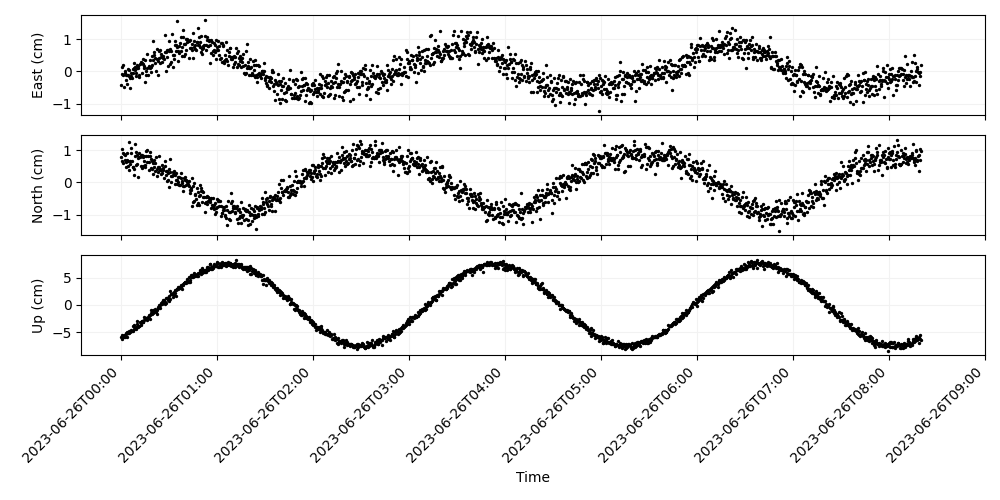 East (cm)
1
0
−1
North (cm)
1
0
−1
Up (cm)
5
0
−5
2023-06-26T00:00
2023-06-26T01:00
2023-06-26T02:00
2023-06-26T03:00
2023-06-26T04:00
2023-06-26T05:00
2023-06-26T06:00
2023-06-26T07:00
2023-06-26T08:00
2023-06-26T09:00
Time